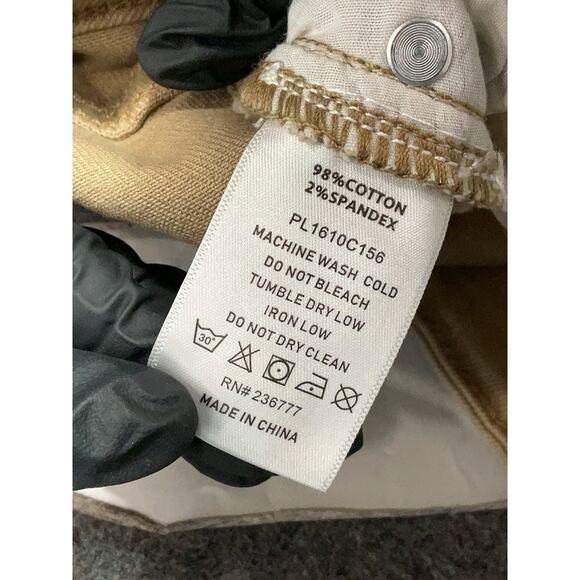 98%COTTON
2%SPANDEX
PL1610C156
MACHINE WASH COLD
DO NOT BLEACH
TUMBLE DRY LOW
IRON LOW
DO NOT DRY CLEAN
30°
RN# 236777
MADE IN CHINA